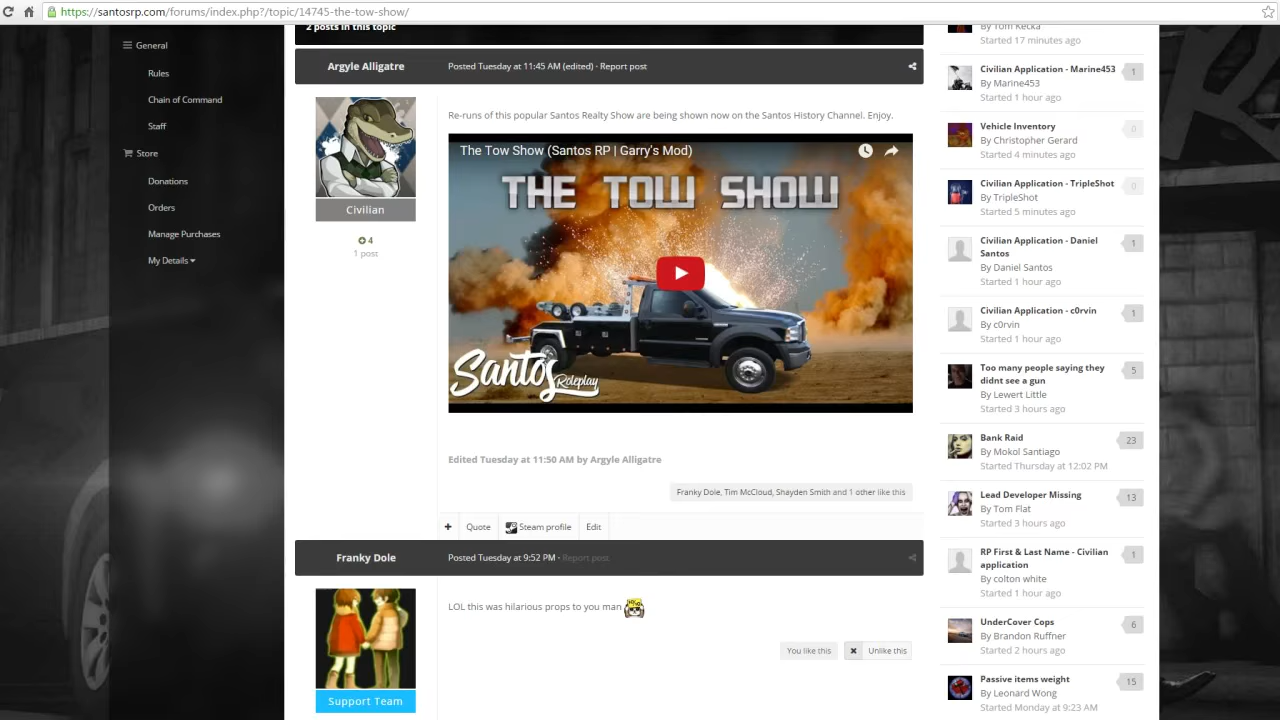 https://santosrp.com/forums/index.php?/topic/14745-the-tow-show/
General
Rules
Chain of Command
Staff
Store
Donations
Orders
Manage Purchases
My Details
2 posts in this topic
Argyle Alligatre
Posted Tuesday at 11:45 AM (edited) · Report post
Civilian
4
1 post
Re-runs of this popular Santos Realty Show are being shown now on the Santos History Channel. Enjoy.
The Tow Show (Santos RP | Garry's Mod)
THE TOW SHOW
Santos
Roleplay
Edited Tuesday at 11:50 AM by Argyle Alligatre
Franky Dole, Tim McCloud, Shayden Smith and 1 other like this
Quote
Steam profile
Edit
Franky Dole
Posted Tuesday at 9:52 PM · Report post
Support Team
LOL this was hilarious props to you man
You like this
Unlike this
By Tom Kecka
Started 17 minutes ago
Civilian Application - Marine453
1
By Marine453
Started 1 hour ago
Vehicle Inventory
0
By Christopher Gerard
Started 4 minutes ago
Civilian Application - TripleShot
0
By TripleShot
Started 5 minutes ago
Civilian Application - Daniel
Santos
1
By Daniel Santos
Started 1 hour ago
Civilian Application - c0rvin
1
By c0rvin
Started 1 hour ago
Too many people saying they
didnt see a gun
5
By Lewert Little
Started 3 hours ago
Bank Raid
23
By Mokol Santiago
Started Thursday at 12:02 PM
Lead Developer Missing
13
By Tom Flat
Started 3 hours ago
RP First & Last Name - Civilian
application
1
By colton white
Started 1 hour ago
UnderCover Cops
6
By Brandon Ruffner
Started 2 hours ago
Passive items weight
15
By Leonard Wong
Started Monday at 9:23 AM